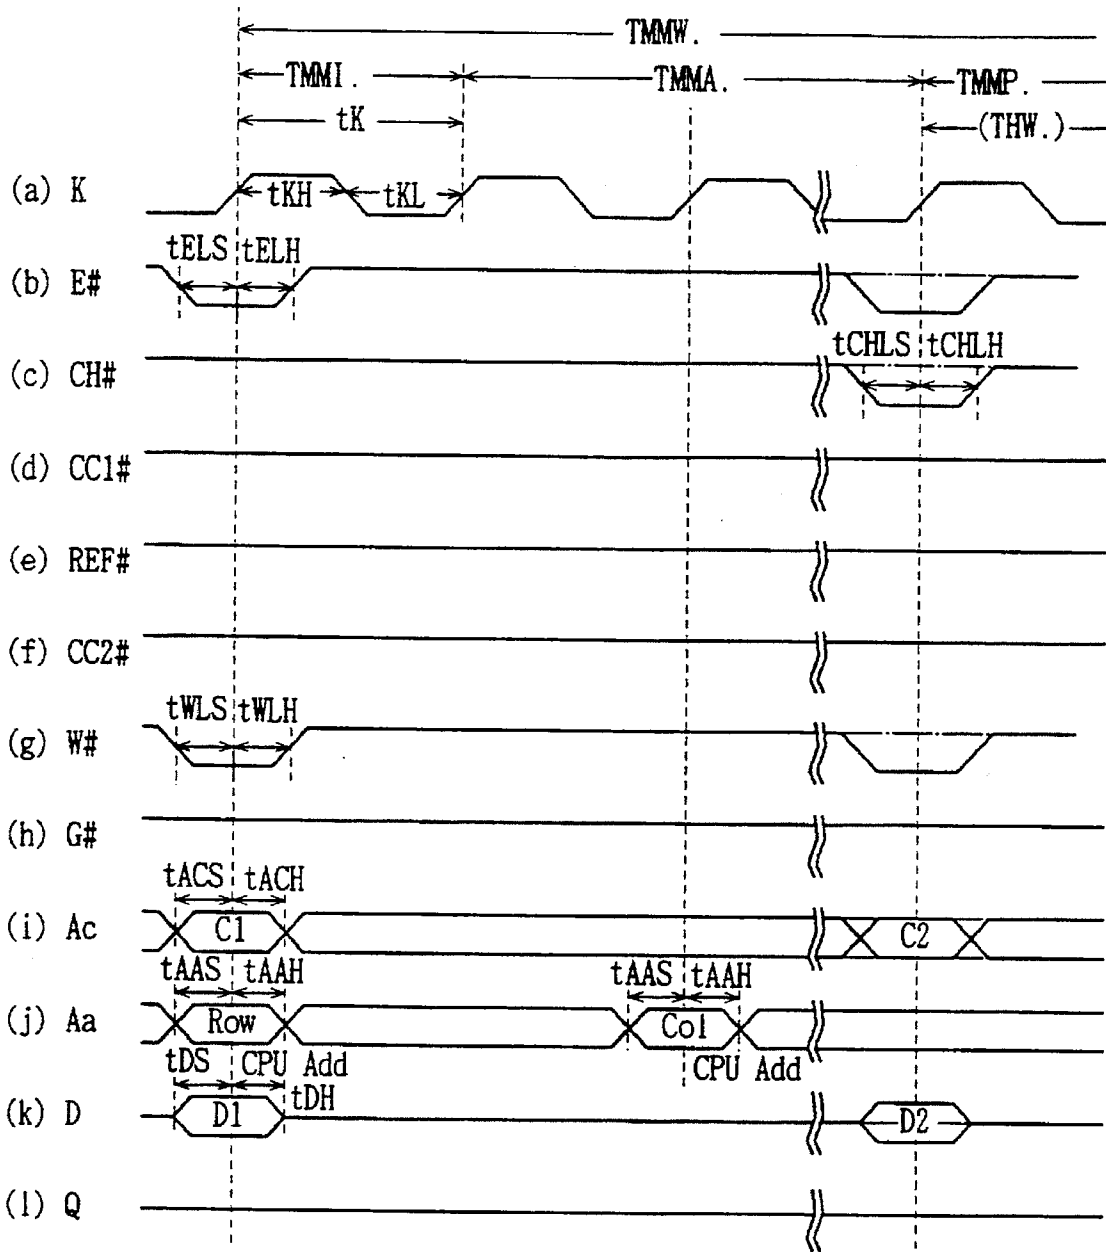 TMMW.
TMMI. TMMA. TMMP.
tK (THW.)
(a) K tKH tKL
tELS tELH
(b) E#
tCHLS tCHLH
(c) CH#
(d) CC1#
(e) REF#
(f) CC2#
tWLS tWLH
(g) W#
(h) G#
tACS tACH
(i) Ac C1 C2
tAAS tAAH tAAS tAAH
(j) Aa Row Col
tDS CPU Add CPU Add
tDH
(k) D D1 D2
(l) Q